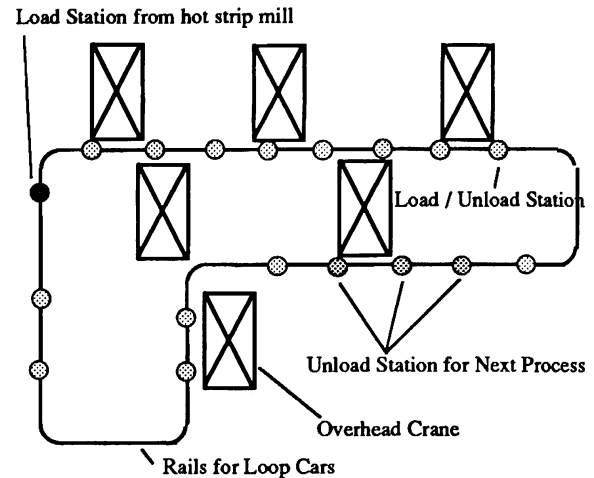 Load Station from hot strip mill
Load / Unload Station
Unload Station for Next Process
Overhead Crane
Rails for Loop Cars